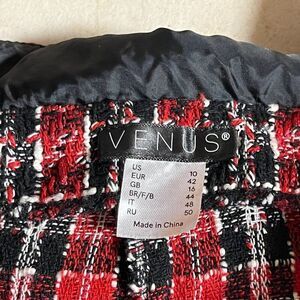 VENUS®
US 10
EUR 42
GB 16
BR/F/B 44
IT 48
RU 50
Made in China